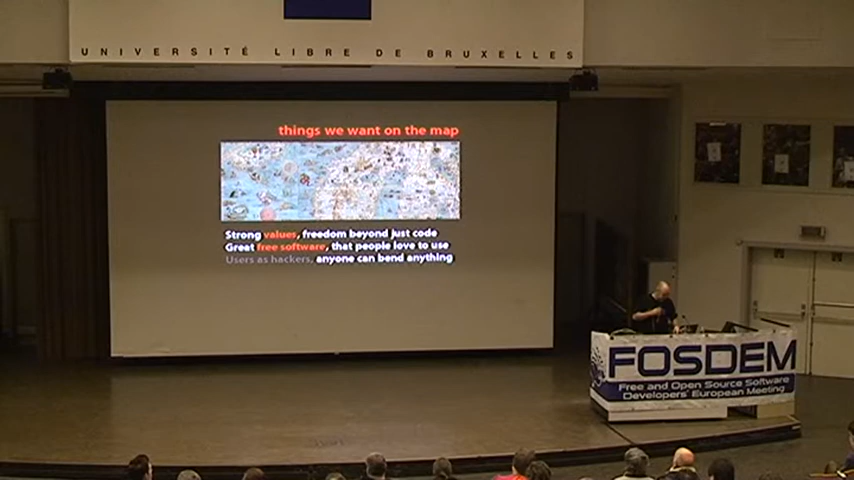 UNIVERSITÉ LIBRE DE BRUXELLES
things we want on the map
Strong values, freedom beyond just code
Great free software, that people love to use
Users as hackers, anyone can bend anything
FOSDEM
Free and Open Source Software
Developers' European Meeting